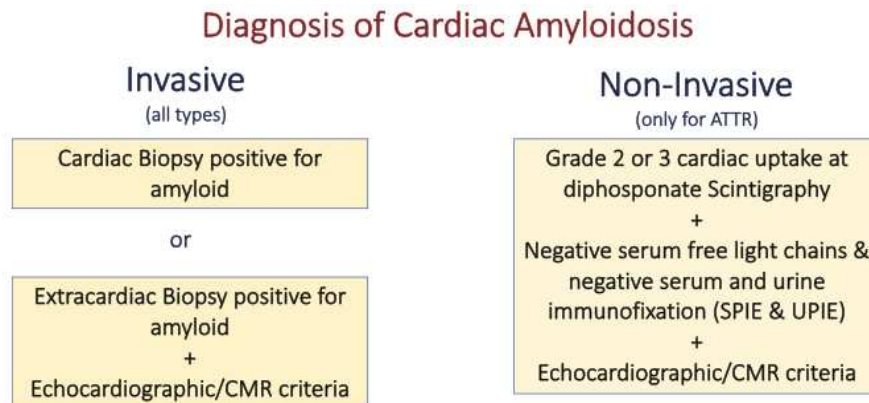 Diagnosis of Cardiac Amyloidosis
Invasive
(all types)
Cardiac Biopsy positive for
amyloid
or
Extracardiac Biopsy positive for
amyloid
+
Echocardiographic/CMR criteria
Non-Invasive
(only for ATTR)
Grade 2 or 3 cardiac uptake at
diphosponate Scintigraphy
+
Negative serum free light chains &
negative serum and urine
immunofixation (SPIE & UPIE)
+
Echocardiographic/CMR criteria